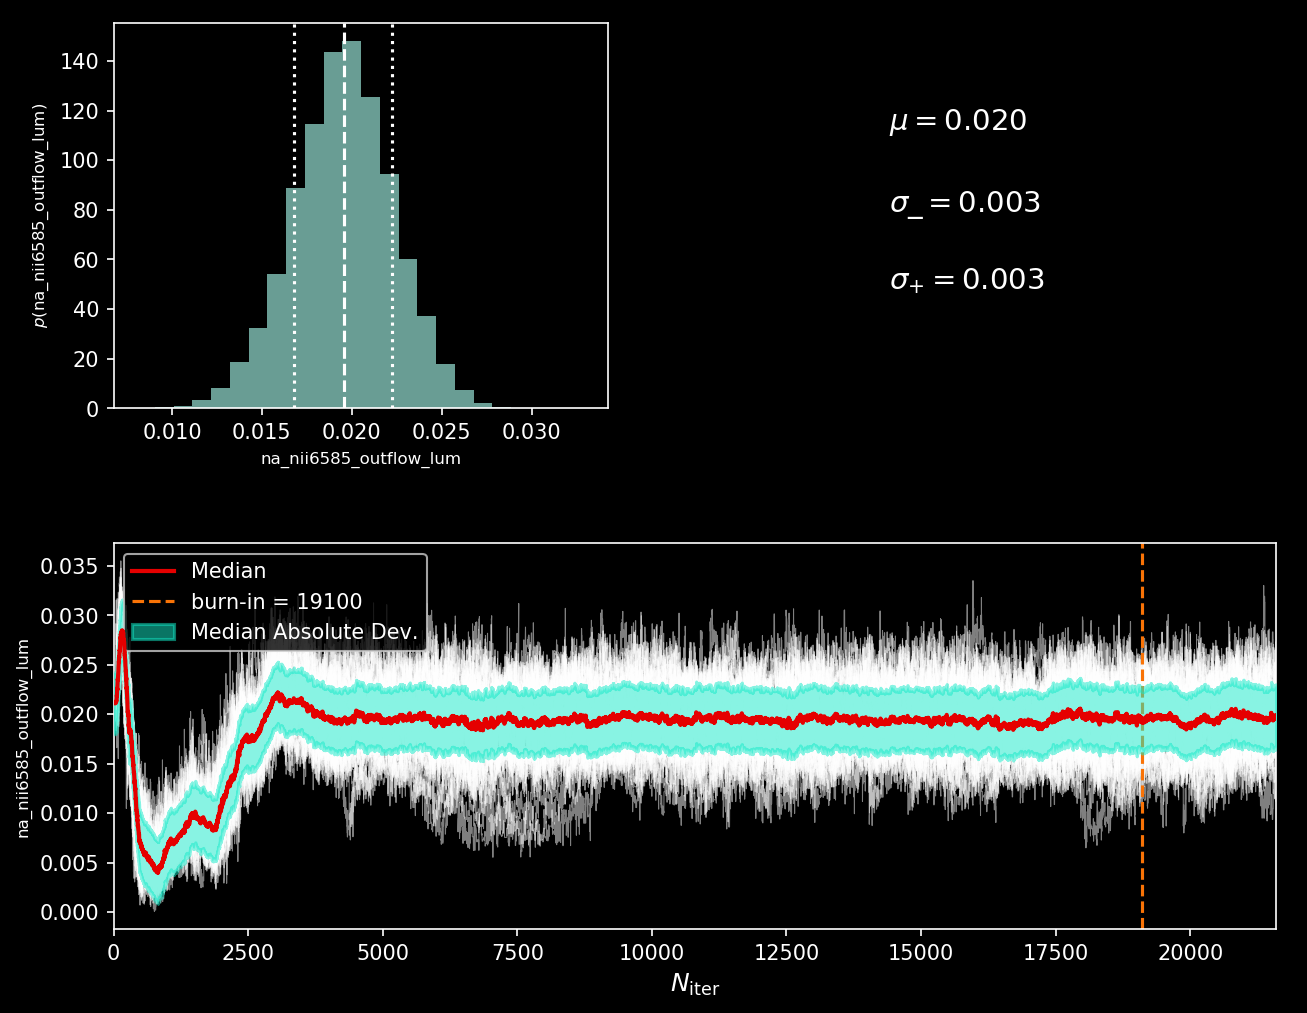 140
120
100
80
60
40
20
0
p(na_nii6585_outflow_lum)
0.010 0.015 0.020 0.025 0.030
na_nii6585_outflow_lum
μ = 0.020
σ_ = 0.003
σ+ = 0.003
0.035
0.030
0.025
0.020
0.015
0.010
0.005
0.000
na_nii6585_outflow_lum
Median
burn-in = 19100
Median Absolute Dev.
0 2500 5000 7500 10000 12500 15000 17500 20000
Niter